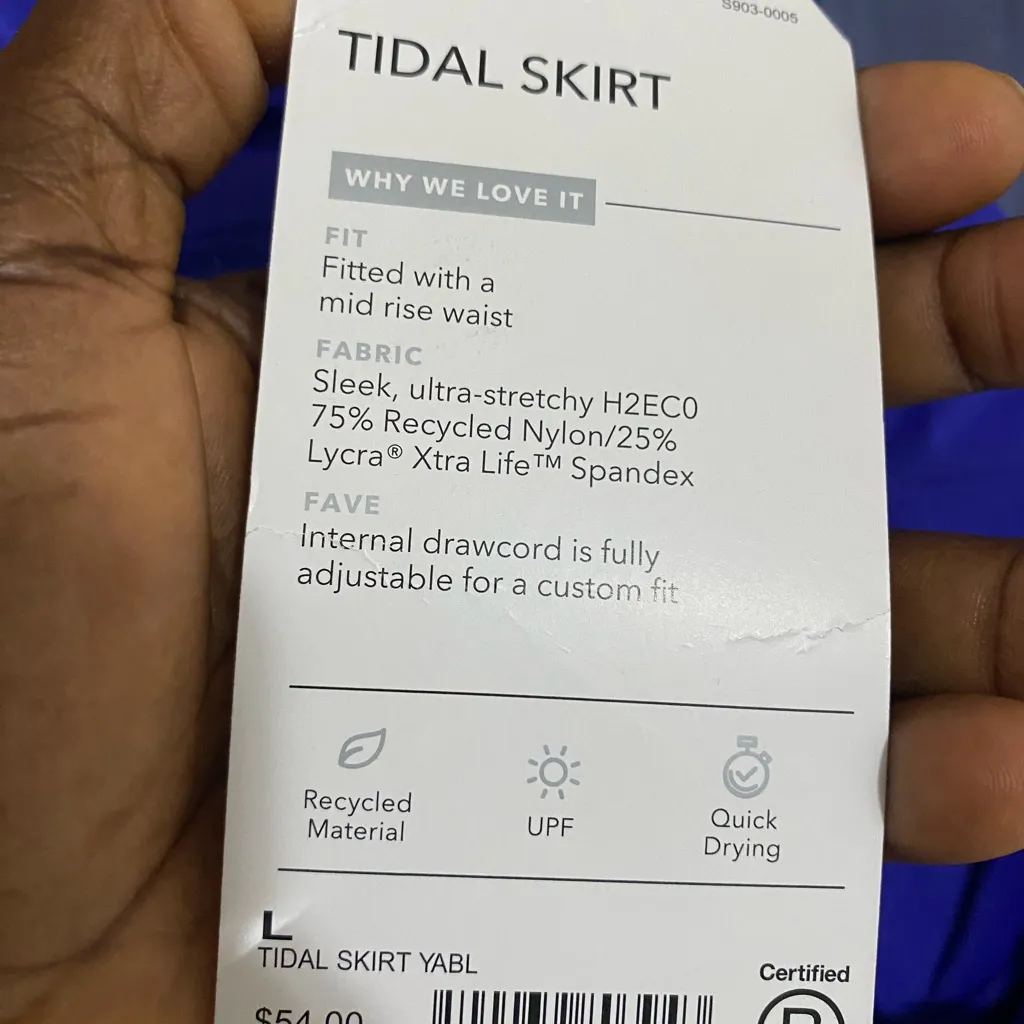 S903-0005
TIDAL SKIRT
WHY WE LOVE IT
FIT
Fitted with a
mid rise waist
FABRIC
Sleek, ultra-stretchy H2EC0
75% Recycled Nylon/25%
Lycra® Xtra Life™ Spandex
FAVE
Internal drawcord is fully
adjustable for a custom fit
Recycled
Material
UPF
Quick
Drying
L
TIDAL SKIRT YABL
Certified
$54.00
B